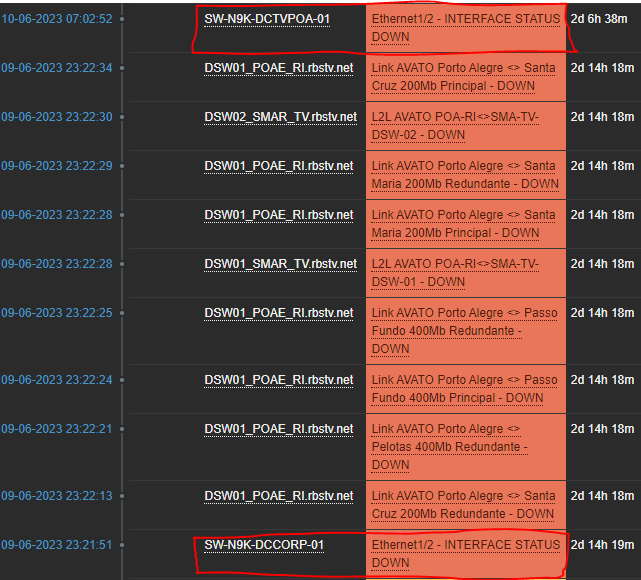 10-06-2023 07:02:52 SW-N9K-DCTVPOA-01 Ethernet1/2 - INTERFACE STATUS 2d 6h 38m
DOWN
09-06-2023 23:22:34 DSW01_POAE_RI.rbstv.net Link AVATO Porto Alegre <> Santa 2d 14h 18m
Cruz 200Mb Principal - DOWN
09-06-2023 23:22:30 DSW02_SMAR_TV.rbstv.net L2L AVATO POA-RI<>SMA-TV- 2d 14h 18m
DSW-02 - DOWN
09-06-2023 23:22:29 DSW01_POAE_RI.rbstv.net Link AVATO Porto Alegre <> Santa 2d 14h 18m
Maria 200Mb Redundante - DOWN
09-06-2023 23:22:28 DSW01_POAE_RI.rbstv.net Link AVATO Porto Alegre <> Santa 2d 14h 18m
Maria 200Mb Principal - DOWN
09-06-2023 23:22:28 DSW01_SMAR_TV.rbstv.net L2L AVATO POA-RI<>SMA-TV- 2d 14h 18m
DSW-01 - DOWN
09-06-2023 23:22:25 DSW01_POAE_RI.rbstv.net Link AVATO Porto Alegre <> Passo 2d 14h 18m
Fundo 400Mb Redundante -
DOWN
09-06-2023 23:22:24 DSW01_POAE_RI.rbstv.net Link AVATO Porto Alegre <> Passo 2d 14h 18m
Fundo 400Mb Principal - DOWN
09-06-2023 23:22:21 DSW01_POAE_RI.rbstv.net Link AVATO Porto Alegre <> 2d 14h 18m
Pelotas 400Mb Redundante -
DOWN
09-06-2023 23:22:13 DSW01_POAE_RI.rbstv.net Link AVATO Porto Alegre <> Santa 2d 14h 18m
Cruz 200Mb Redundante - DOWN
09-06-2023 23:21:51 SW-N9K-DCCORP-01 Ethernet1/2 - INTERFACE STATUS 2d 14h 19m
DOWN